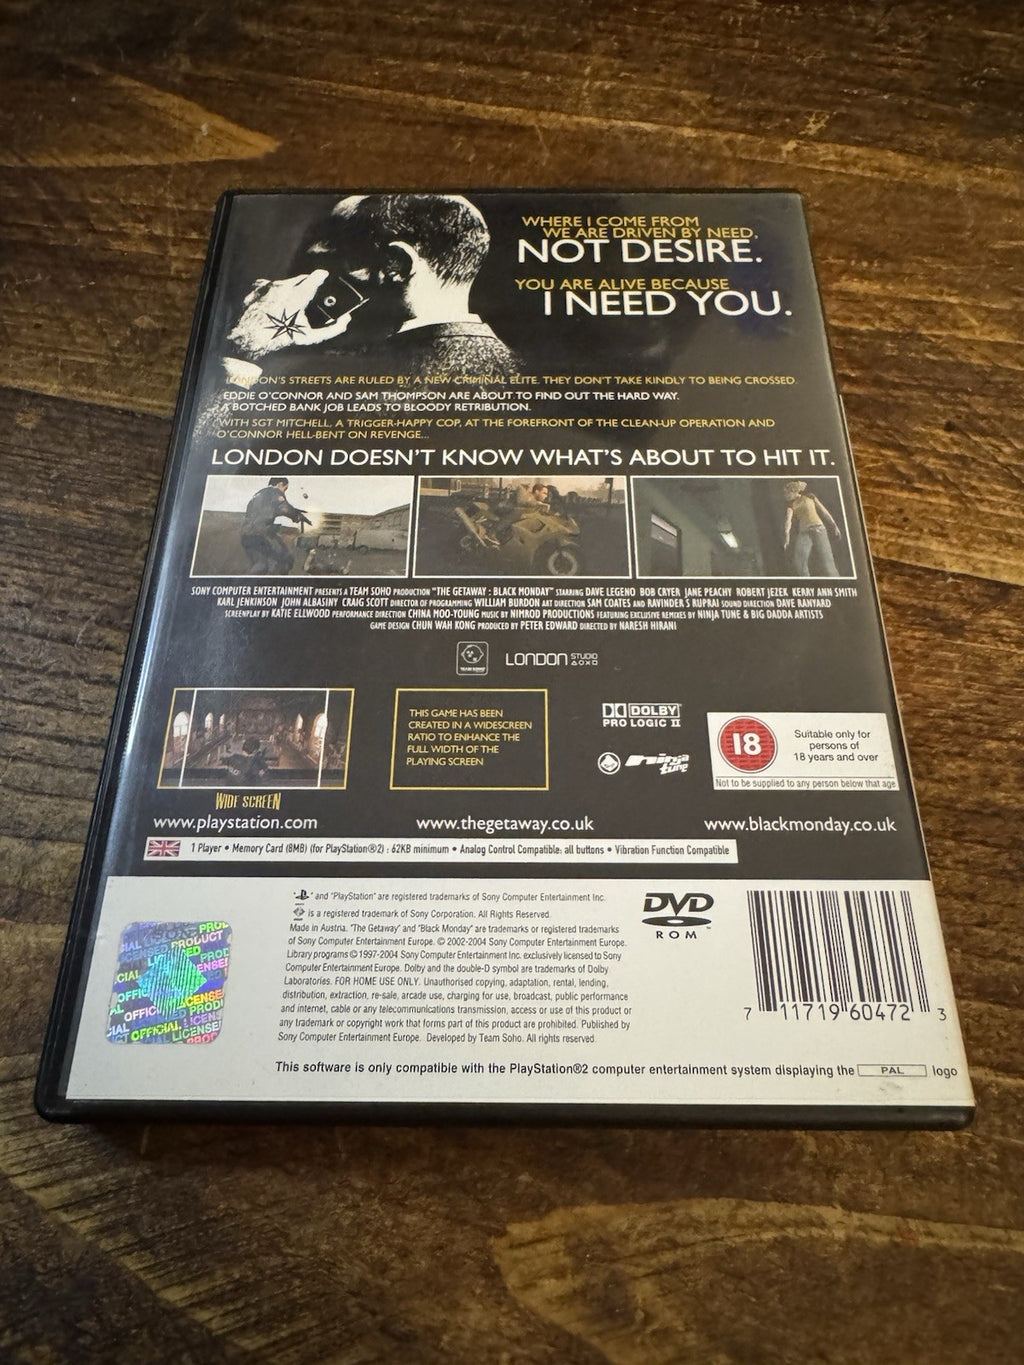 WHERE I COME FROM
WE ARE DRIVEN BY NEED.
NOT DESIRE.
YOU ARE ALIVE BECAUSE
I NEED YOU.
LONDON'S STREETS ARE RULED BY A NEW CRIMINAL ELITE. THEY DON'T TAKE KINDLY TO BEING CROSSED.
EDDIE O'CONNOR AND SAM THOMPSON ARE ABOUT TO FIND OUT THE HARD WAY.
A BOTCHED BANK JOB LEADS TO BLOODY RETRIBUTION.
WITH SGT MITCHELL, A TRIGGER-HAPPY COP, AT THE FOREFRONT OF THE CLEAN-UP OPERATION AND
O'CONNOR HELL-BENT ON REVENGE...
LONDON DOESN'T KNOW WHAT'S ABOUT TO HIT IT.
SONY COMPUTER ENTERTAINMENT PRESENTS A TEAM SOHO PRODUCTION "THE GETAWAY : BLACK MONDAY" STARRING DAVE LEGENO BOB CRYER JANE PEACHY ROBERT JEZEK KERRY ANN SMITH
KARL JENKINSON JOHN ALBASINY CRAIG SCOTT DIRECTOR OF PROGRAMMING WILLIAM BURDON ART DIRECTION SAM COATES AND RAVINDER S RUPRAI SOUND DIRECTION DAVE RANYARD
SCREENPLAY BY KATIE ELLWOOD PERFORMANCE DIRECTION CHINA MOO-YOUNG MUSIC BY NIMROD PRODUCTIONS FEATURING EXCLUSIVE REMIXES BY NINJA TUNE & BIG DADDA ARTISTS
GAME DESIGN CHUN WAH KONG PRODUCED BY PETER EDWARD DIRECTED BY NARESH HIRANI
TEAM SOHO
LONDON STUDIO
THIS GAME HAS BEEN
CREATED IN A WIDESCREEN
RATIO TO ENHANCE THE
FULL WIDTH OF THE
PLAYING SCREEN
DOLBY
PRO LOGIC II
ninja tune
18
Suitable only for
persons of
18 years and over
Not to be supplied to any person below that age
WIDE SCREEN
www.playstation.com
www.thegetaway.co.uk
www.blackmonday.co.uk
1 Player • Memory Card (8MB) (for PlayStation®2) : 62KB minimum • Analog Control Compatible: all buttons • Vibration Function Compatible
" and "PlayStation" are registered trademarks of Sony Computer Entertainment Inc.
" is a registered trademark of Sony Corporation. All Rights Reserved.
Made in Austria. "The Getaway" and "Black Monday" are trademarks or registered trademarks
of Sony Computer Entertainment Europe. © 2002-2004 Sony Computer Entertainment Europe.
Library programs © 1997-2004 Sony Computer Entertainment Inc. exclusively licensed to Sony
Computer Entertainment Europe. Dolby and the double-D symbol are trademarks of Dolby
Laboratories. FOR HOME USE ONLY. Unauthorised copying, adaptation, rental, lending,
distribution, extraction, re-sale, arcade use, charging for use, broadcast, public performance
and internet, cable or any telecommunications transmission, access or use of this product or
any trademark or copyright work that forms part of this product are prohibited. Published by
Sony Computer Entertainment Europe. Developed by Team Soho. All rights reserved.
DVD
ROM
OFFICIAL LICENSED PRODUCT
7 11719 60472 3
This software is only compatible with the PlayStation®2 computer entertainment system displaying the PAL logo